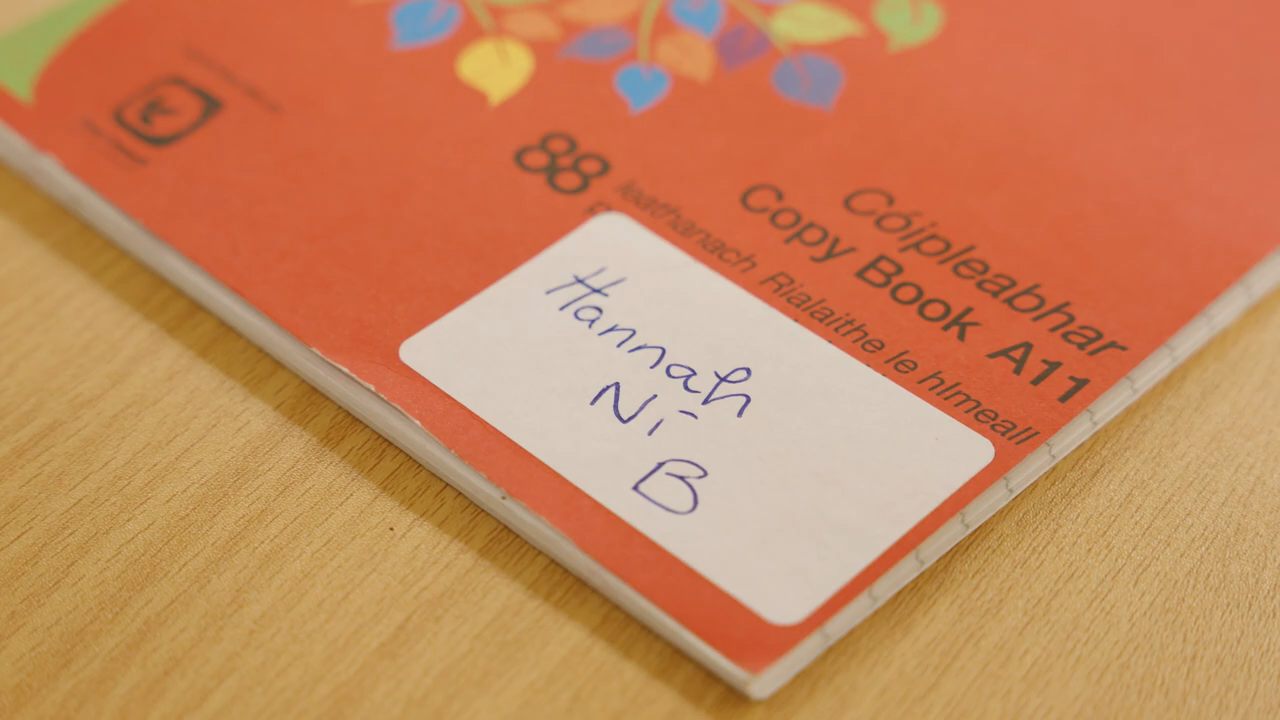 88
leathanach Rialaithe le hImeall
Cóipleabhar
Copy Book A11
Hannah
Ní
B